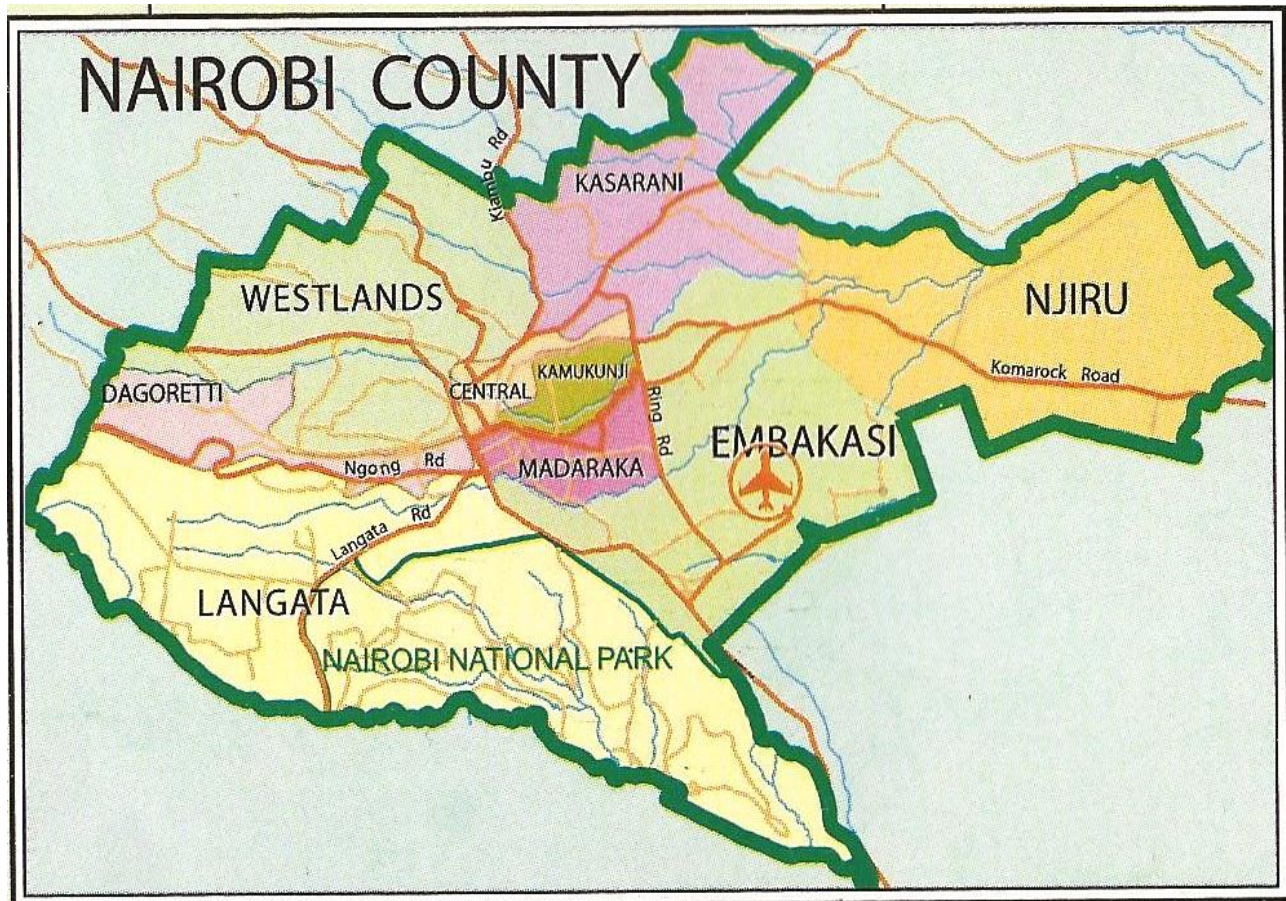 NAIROBI COUNTY
Kiambu Rd
KASARANI
WESTLANDS
NJIRU
DAGORETTI
CENTRAL
KAMUKUNJI
Komarock Road
Ring Rd
EMBAKASI
Ngong Rd
MADARAKA
Langata Rd
LANGATA
NAIROBI NATIONAL PARK